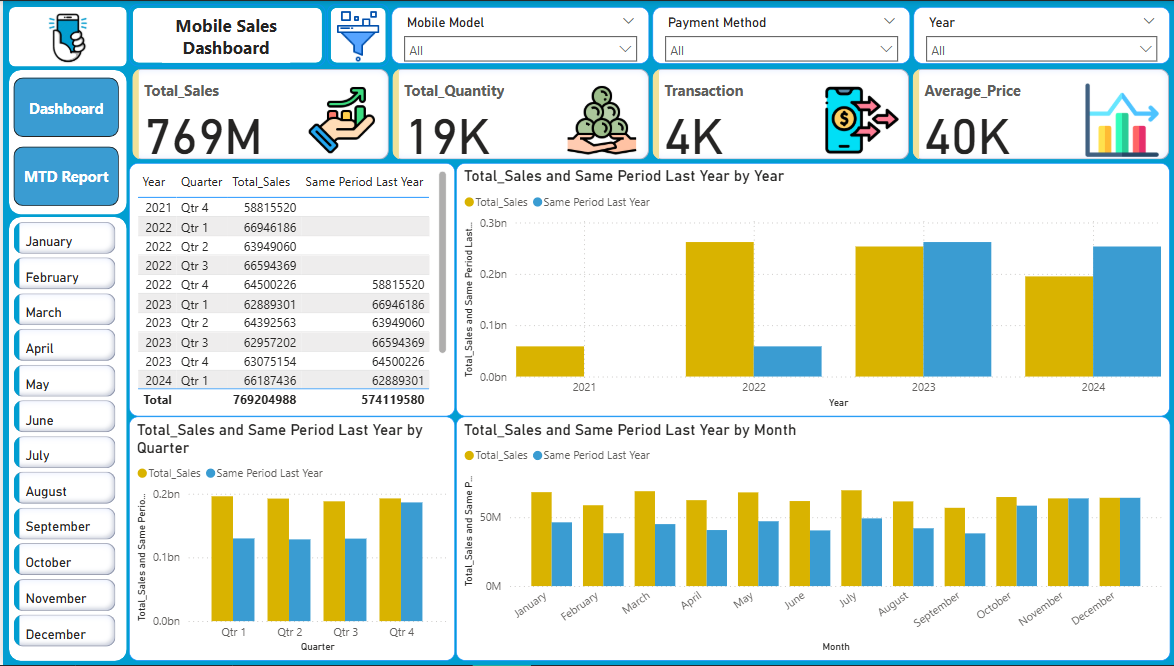 Mobile Sales
Dashboard
Mobile Model
All
Payment Method
All
Year
All
Dashboard
MTD Report
Total_Sales
769M
Total_Quantity
19K
Transaction
4K
Average_Price
40K
January
February
March
April
May
June
July
August
September
October
November
December
Year Quarter Total_Sales Same Period Last Year
2021 Qtr 4 58815520
2022 Qtr 1 66946186
2022 Qtr 2 63949060
2022 Qtr 3 66594369
2022 Qtr 4 64500226 58815520
2023 Qtr 1 62889301 66946186
2023 Qtr 2 64392563 63949060
2023 Qtr 3 62957202 66594369
2023 Qtr 4 63075154 64500226
2024 Qtr 1 66187436 62889301
Total 769204988 574119580
Total_Sales and Same Period Last Year by Year
Total_Sales Same Period Last Year
Total_Sales and Same Period Last...
0.3bn
0.2bn
0.1bn
0.0bn
2021 2022 2023 2024
Year
Total_Sales and Same Period Last Year by
Quarter
Total_Sales Same Period Last Year
Total_Sales and Same Perio...
0.2bn
0.1bn
0.0bn
Qtr 1 Qtr 2 Qtr 3 Qtr 4
Quarter
Total_Sales and Same Period Last Year by Month
Total_Sales Same Period Last Year
Total_Sales and Same P...
50M
0M
January February March April May June July August September October November December
Month